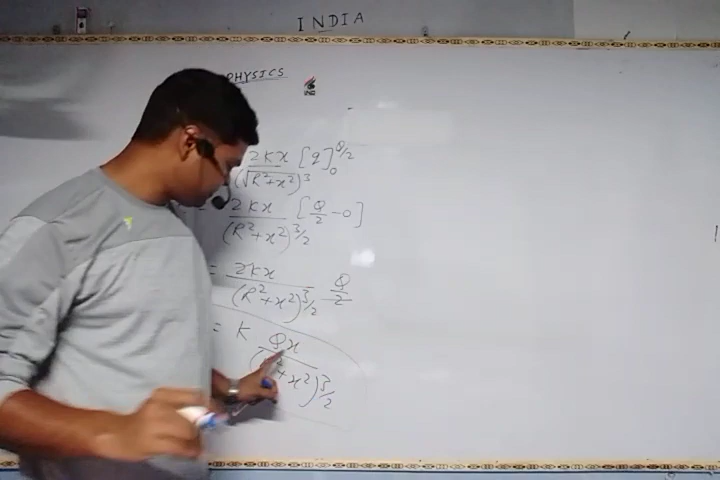 INDIA
PHYSICS
2Kx/(√R²+x²)³ [q]₀^Q/2
= 2Kx/(R²+x²)^3/2 [Q/2 - 0]
= 2Kx/(R²+x²)^3/2 Q/2
= K Qx/( +x²)^3/2